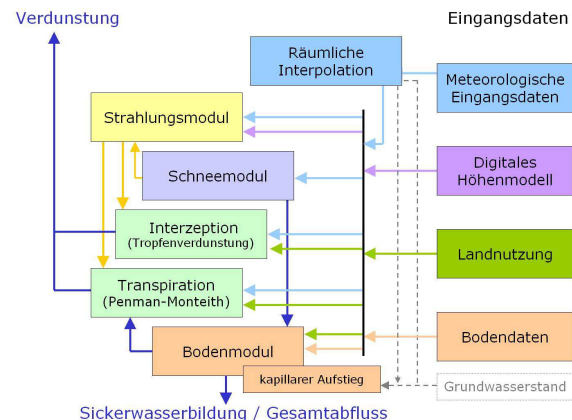 Verdunstung
Eingangsdaten
Räumliche
Interpolation
Meteorologische
Eingangsdaten
Strahlungsmodul
Schneemodul
Digitales
Höhenmodell
Interzeption
(Tropfenverdunstung)
Landnutzung
Transpiration
(Penman-Monteith)
Bodenmodul
Bodendaten
kapillarer Aufstieg
Grundwasserstand
Sickerwasserbildung / Gesamtabfluss